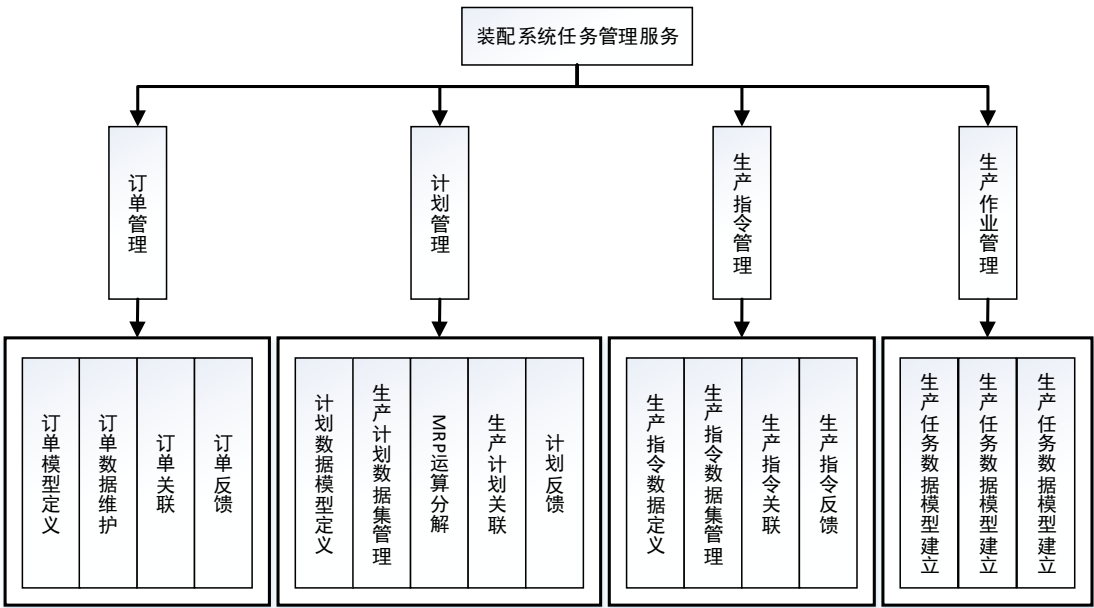 装配系统任务管理服务
订单管理
计划管理
生产指令管理
生产作业管理
订单模型定义
订单数据维护
订单关联
订单反馈
计划数据模型定义
生产计划数据集管理
MRP运算分解
生产计划关联
计划反馈
生产指令数据定义
生产指令数据集管理
生产指令关联
生产指令反馈
生产任务数据模型建立
生产任务数据模型建立
生产任务数据模型建立